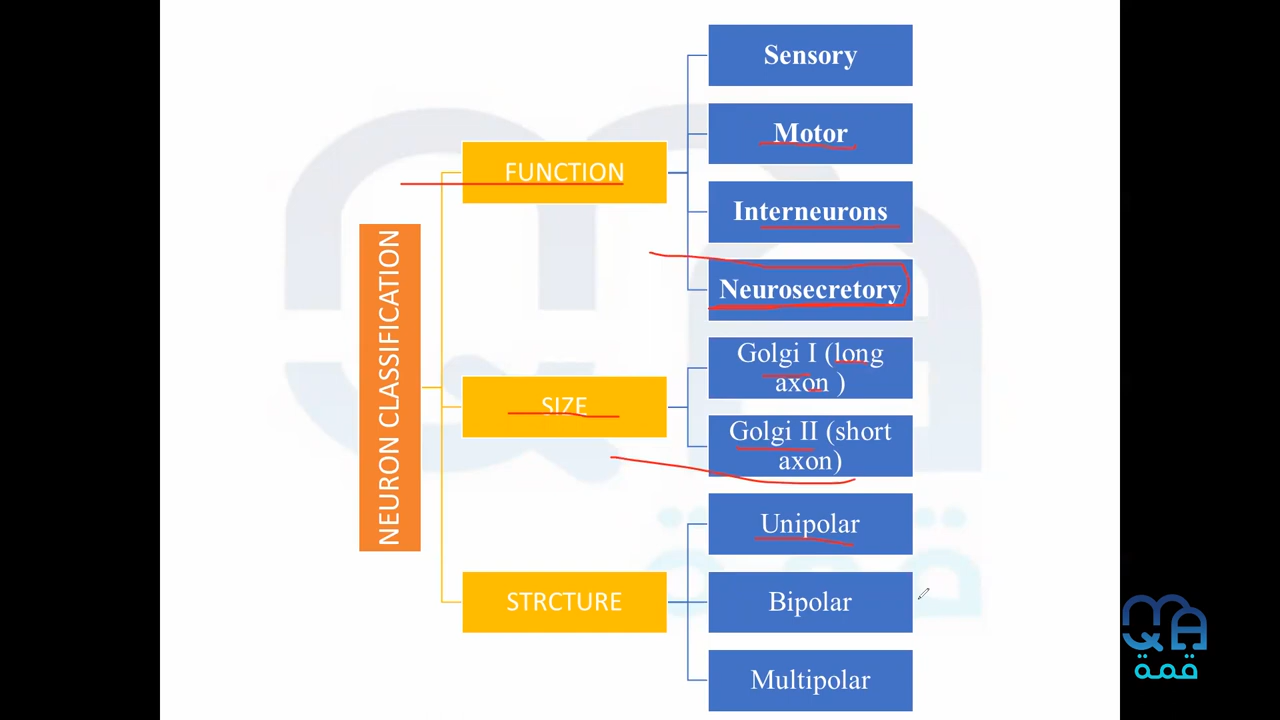 NEURON CLASSIFICATION
FUNCTION
Sensory
Motor
Interneurons
Neurosecretory
SIZE
Golgi I (long
axon )
Golgi II (short
axon)
STRCTURE
Unipolar
Bipolar
Multipolar
QMA
قمة